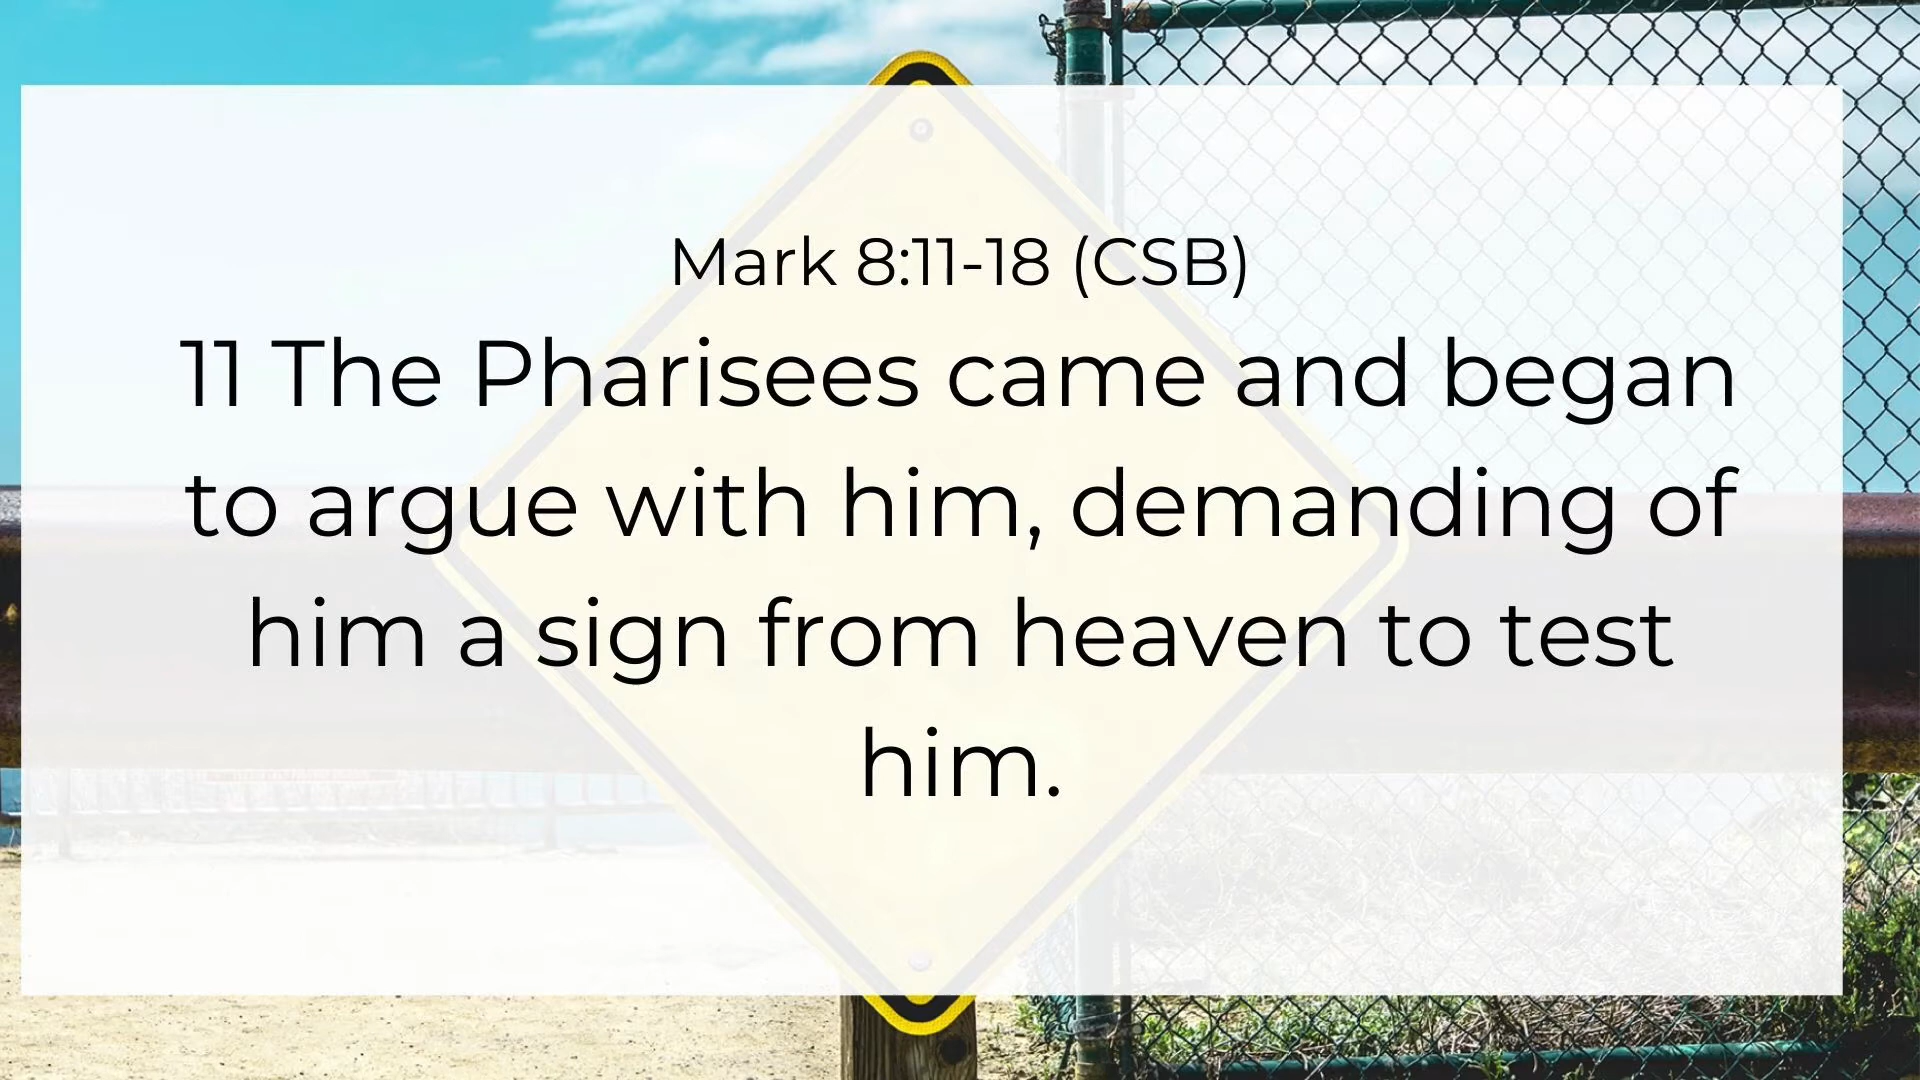 Mark 8:11-18 (CSB)
11 The Pharisees came and began
to argue with him, demanding of
him a sign from heaven to test
him.